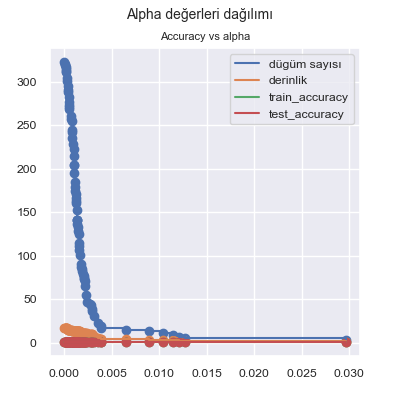 Alpha değerleri dağılımı
Accuracy vs alpha
düğüm sayısı
derinlik
train_accuracy
test_accuracy
300
250
200
150
100
50
0
0.000 0.005 0.010 0.015 0.020 0.025 0.030